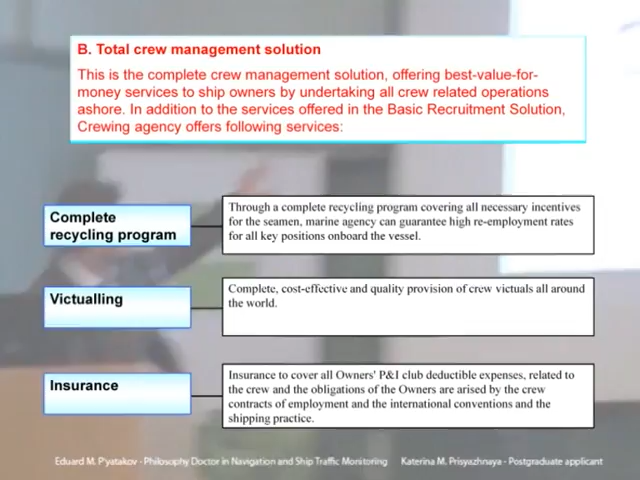 B. Total crew management solution
This is the complete crew management solution, offering best-value-for-
money services to ship owners by undertaking all crew related operations
ashore. In addition to the services offered in the Basic Recruitment Solution,
Crewing agency offers following services:
Complete
recycling program
Through a complete recycling program covering all necessary incentives
for the seamen, marine agency can guarantee high re-employment rates
for all key positions onboard the vessel.
Victualling
Complete, cost-effective and quality provision of crew victuals all around
the world.
Insurance
Insurance to cover all Owners' P&I club deductible expenses, related to
the crew and the obligations of the Owners are arised by the crew
contracts of employment and the international conventions and the
shipping practice.
Eduard M. P'yatakov - Philosophy Doctor in Navigation and Ship Traffic Monitoring Katerina M. Prisyazhnaya - Postgraduate applicant